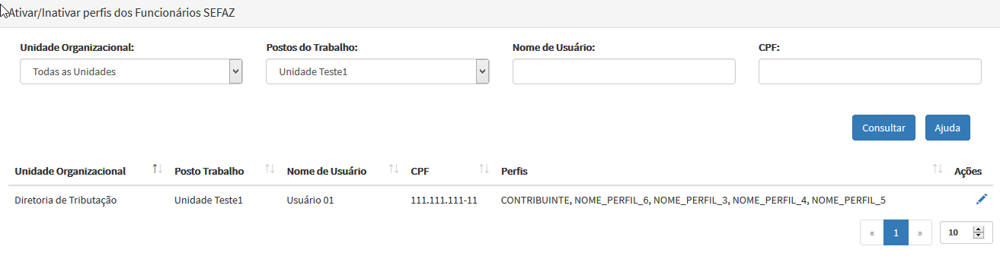 Ativar/Inativar perfis dos Funcionários SEFAZ
Unidade Organizacional: Postos do Trabalho: Nome de Usuário: CPF:
Todas as Unidades Unidade Teste1
Consultar Ajuda
Unidade Organizacional Posto Trabalho Nome de Usuário CPF Perfis Ações
Diretoria de Tributação Unidade Teste1 Usuário 01 111.111.111-11 CONTRIBUINTE, NOME_PERFIL_6, NOME_PERFIL_3, NOME_PERFIL_4, NOME_PERFIL_5
« 1 » 10